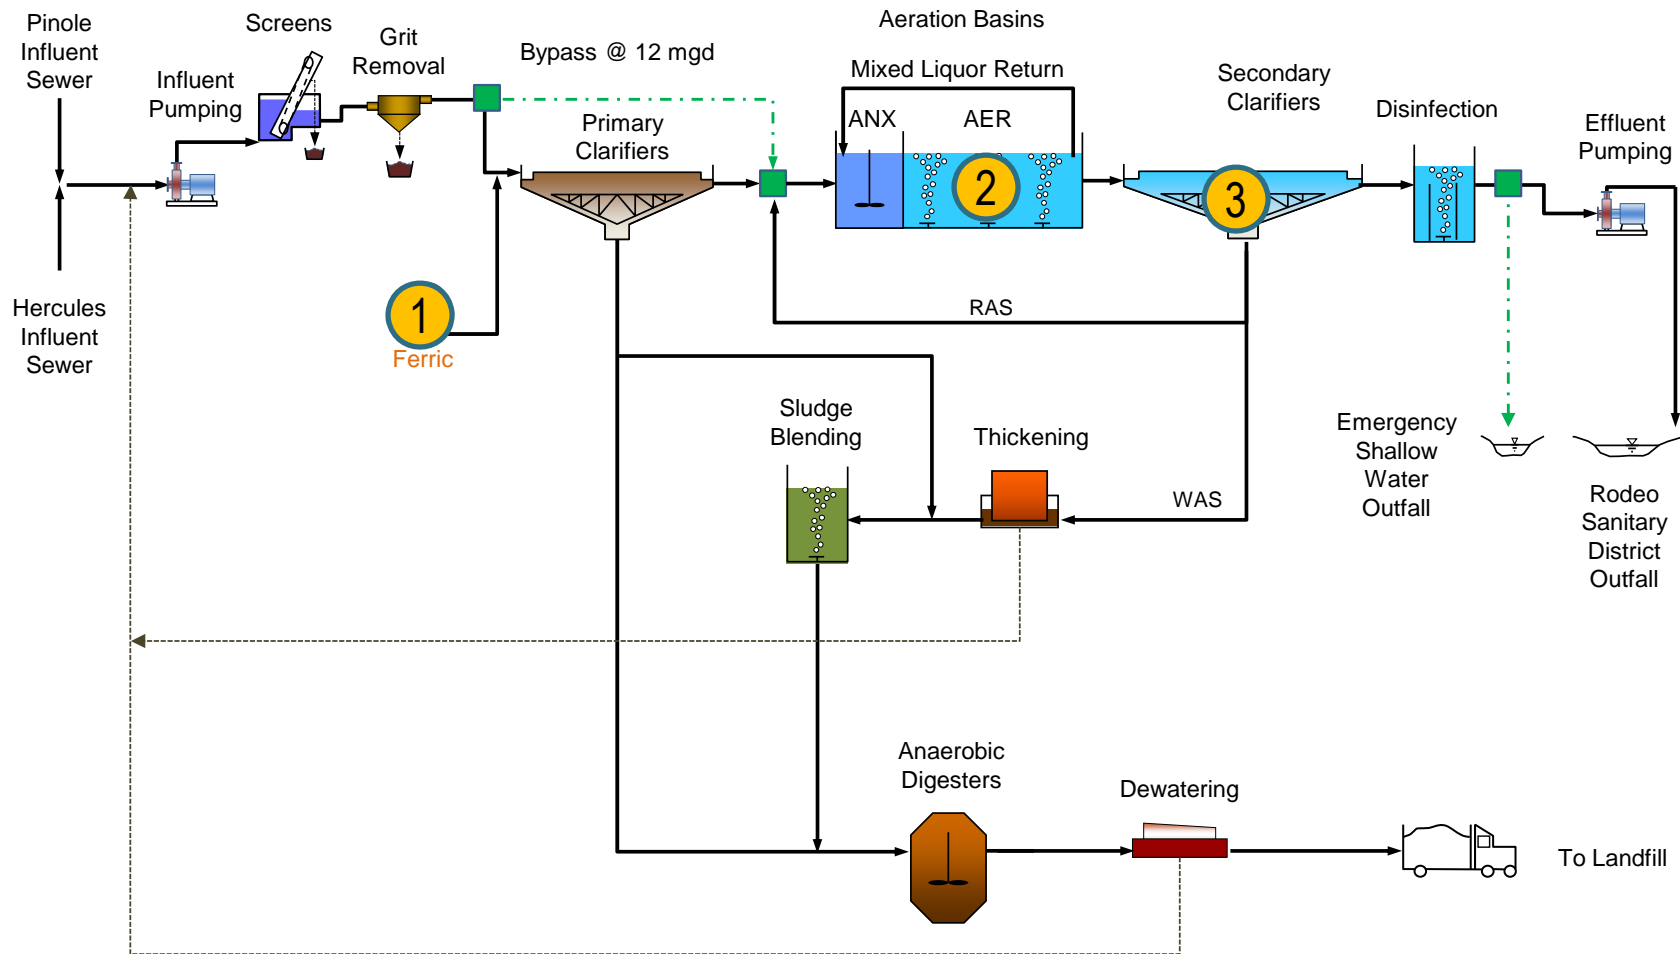 Pinole
Influent
Sewer
Screens
Grit
Removal
Influent
Pumping
Bypass @ 12 mgd
Primary
Clarifiers
Aeration Basins
Mixed Liquor Return
ANX
AER
2
Secondary
Clarifiers
3
Disinfection
Effluent
Pumping
Hercules
Influent
Sewer
1
Ferric
RAS
Sludge
Blending
Thickening
WAS
Emergency
Shallow
Water
Outfall
Rodeo
Sanitary
District
Outfall
Anaerobic
Digesters
Dewatering
To Landfill